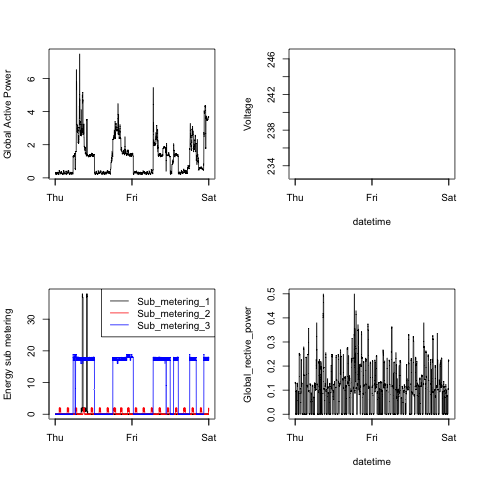 Global Active Power
0 2 4 6
Thu Fri Sat
Voltage
234 238 242 246
Thu Fri Sat
datetime
Energy sub metering
0 10 20 30
Thu Fri Sat
Sub_metering_1
Sub_metering_2
Sub_metering_3
Global_rective_power
0.0 0.1 0.2 0.3 0.4 0.5
Thu Fri Sat
datetime